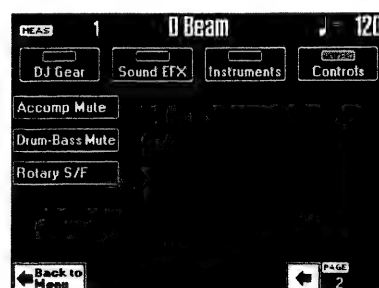 MEAS 1 D Beam ♩= 120
DJ Gear Sound EFX Instruments Controls
Accomp Mute
Drum-Bass Mute
Rotary S/F
Back to
Menu
PAGE
2